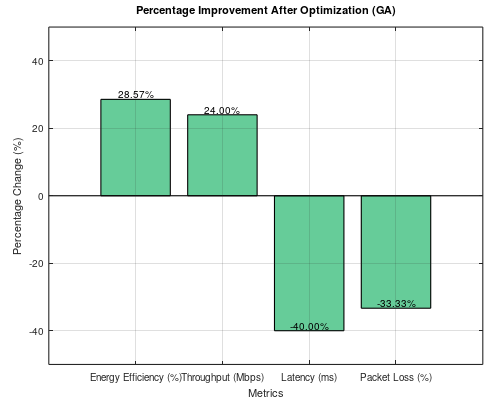 Percentage Improvement After Optimization (GA)
40
20
0
-20
-40
Percentage Change (%)
28.57%
24.00%
-40.00%
-33.33%
Energy Efficiency (%)
Throughput (Mbps)
Latency (ms)
Packet Loss (%)
Metrics